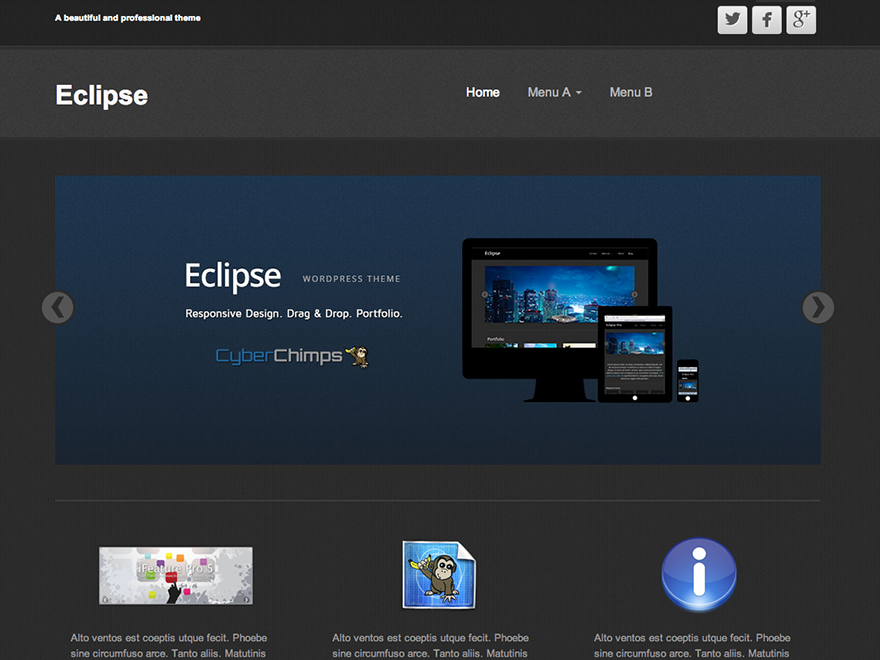 A beautiful and professional theme
Eclipse
Home
Menu A
Menu B
Eclipse WORDPRESS THEME
Responsive Design. Drag & Drop. Portfolio.
CyberChimps
Eclipse
Portfolio
iFeature Pro 5
Alto ventos est coeptis utque fecit. Phoebe
sine circumfuso arce. Tanto aliis. Matutinis
Alto ventos est coeptis utque fecit. Phoebe
sine circumfuso arce. Tanto aliis. Matutinis
Alto ventos est coeptis utque fecit. Phoebe
sine circumfuso arce. Tanto aliis. Matutinis